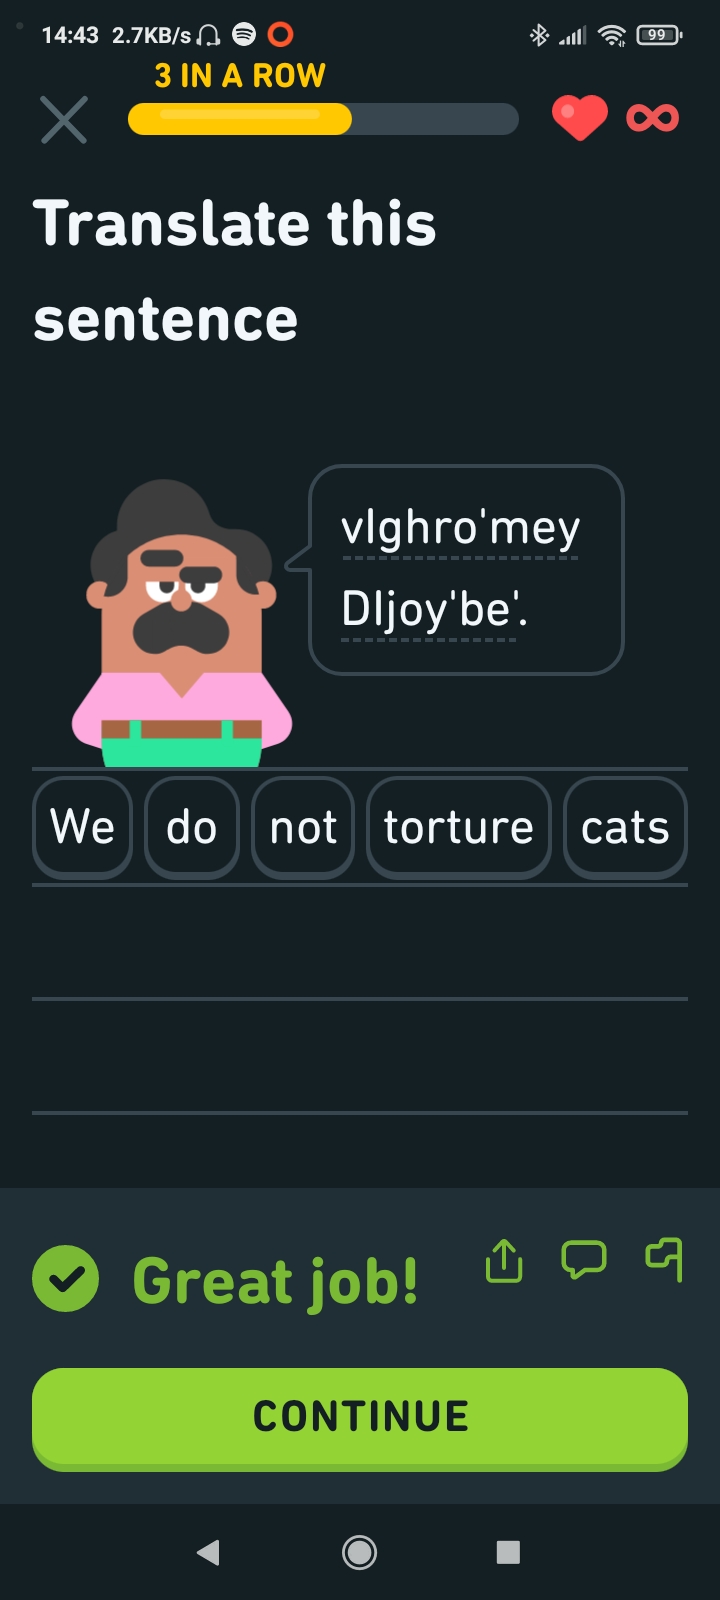 14:43 2.7KB/s 99
3 IN A ROW
Translate this
sentence
vIghro'mey
DIjoy'be'.
We do not torture cats
Great job!
CONTINUE